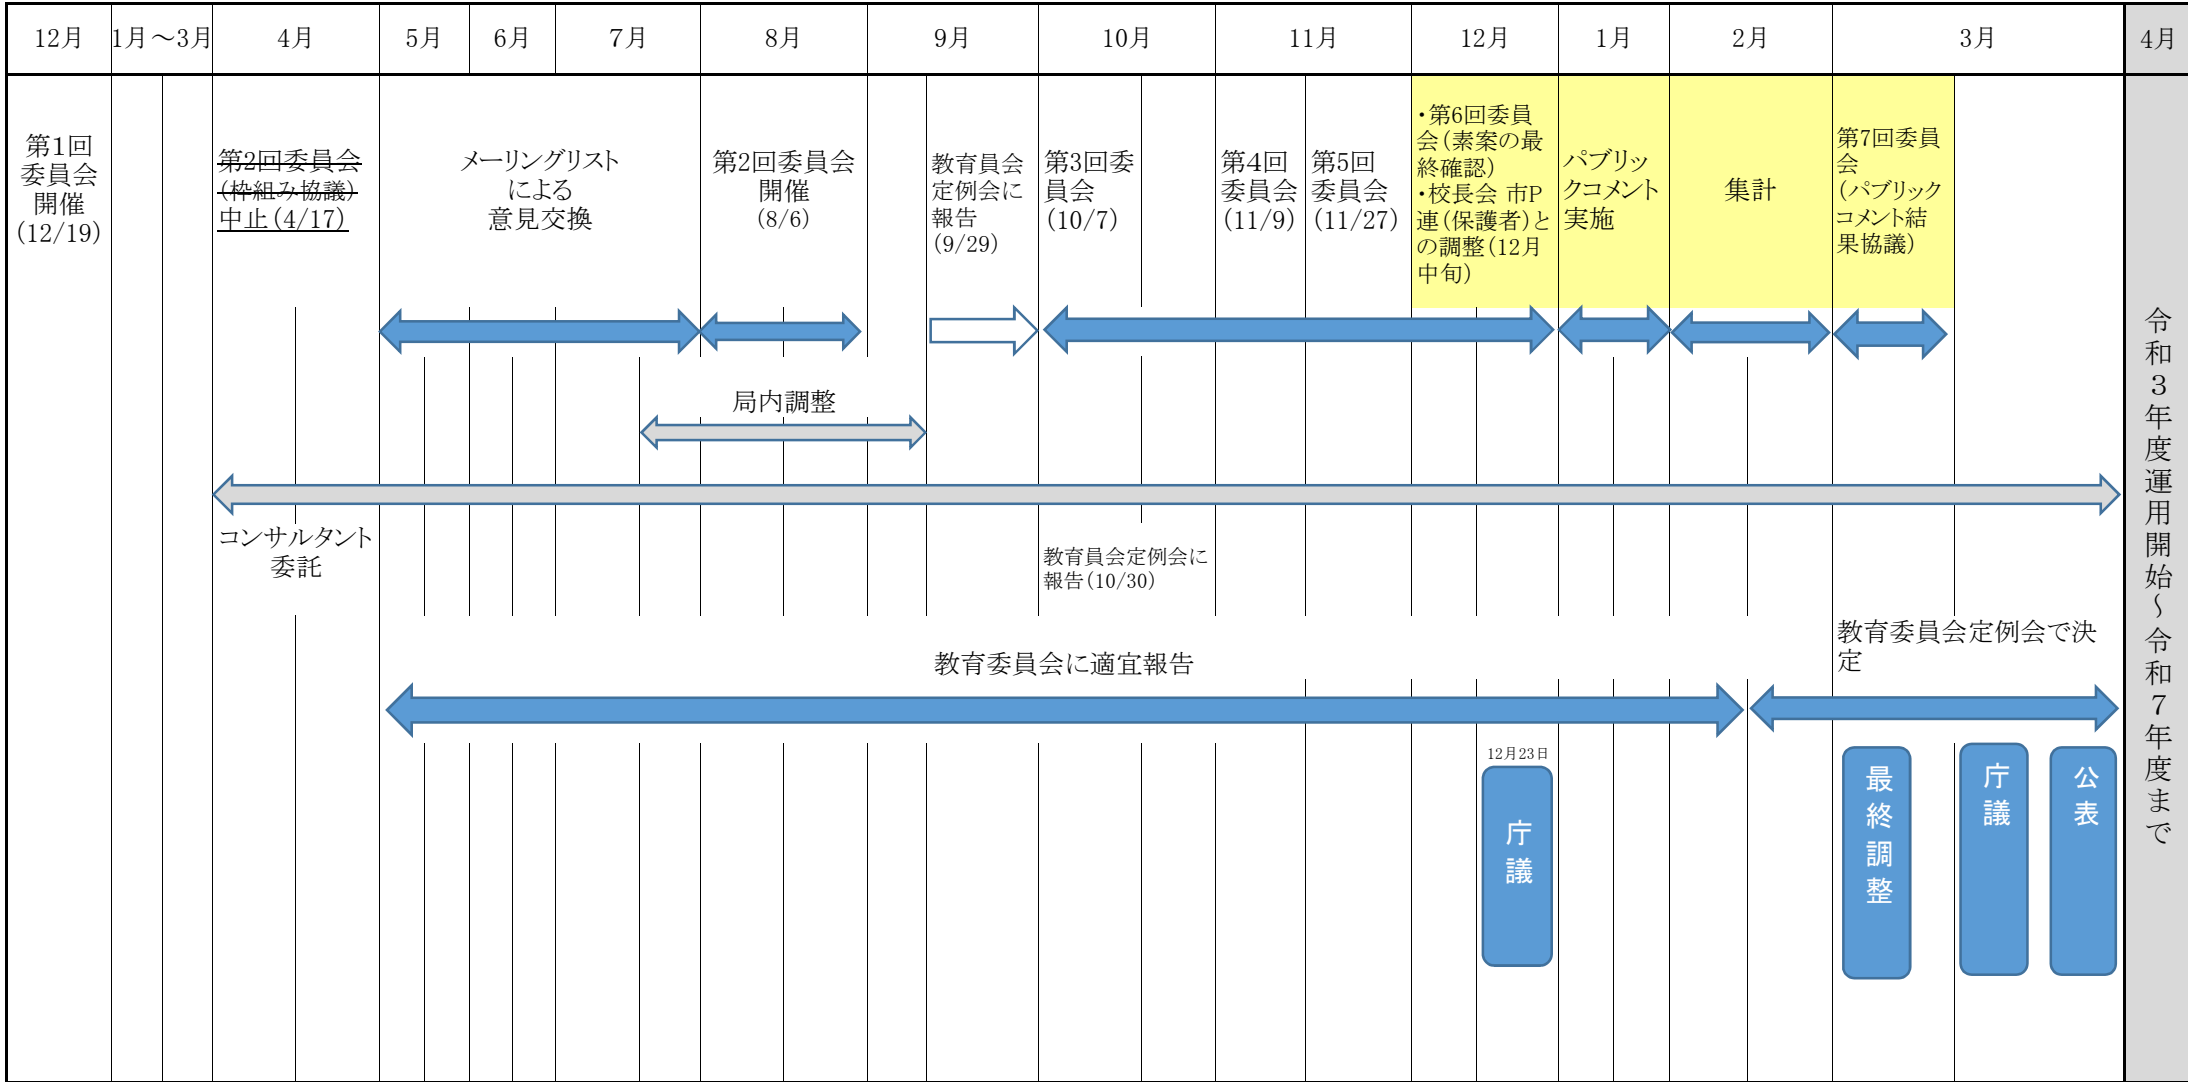 12月
1月～3月
4月
5月
6月
7月
8月
9月
10月
11月
12月
1月
2月
3月
4月
第1回
委員会
開催
(12/19)
第2回委員会
(枠組み協議)
中止(4/17)
メーリングリスト
による
意見交換
第2回委員会
開催
(8/6)
教育員会
定例会に
報告
(9/29)
第3回委
員会
(10/7)
第4回
委員会
(11/9)
第5回
委員会
(11/27)
・第6回委員
会(素案の最
終確認)
・校長会 市P
連(保護者)と
の調整(12月
中旬)
パブリッ
クコメント
実施
集計
第7回委員
会
(パブリック
コメント結
果協議)
局内調整
コンサルタント
委託
教育員会定例会に
報告(10/30)
教育委員会に適宜報告
教育委員会定例会で決
定
12月23日
庁議
最終調整
庁議
公表
令和3年度運用開始～令和7年度まで